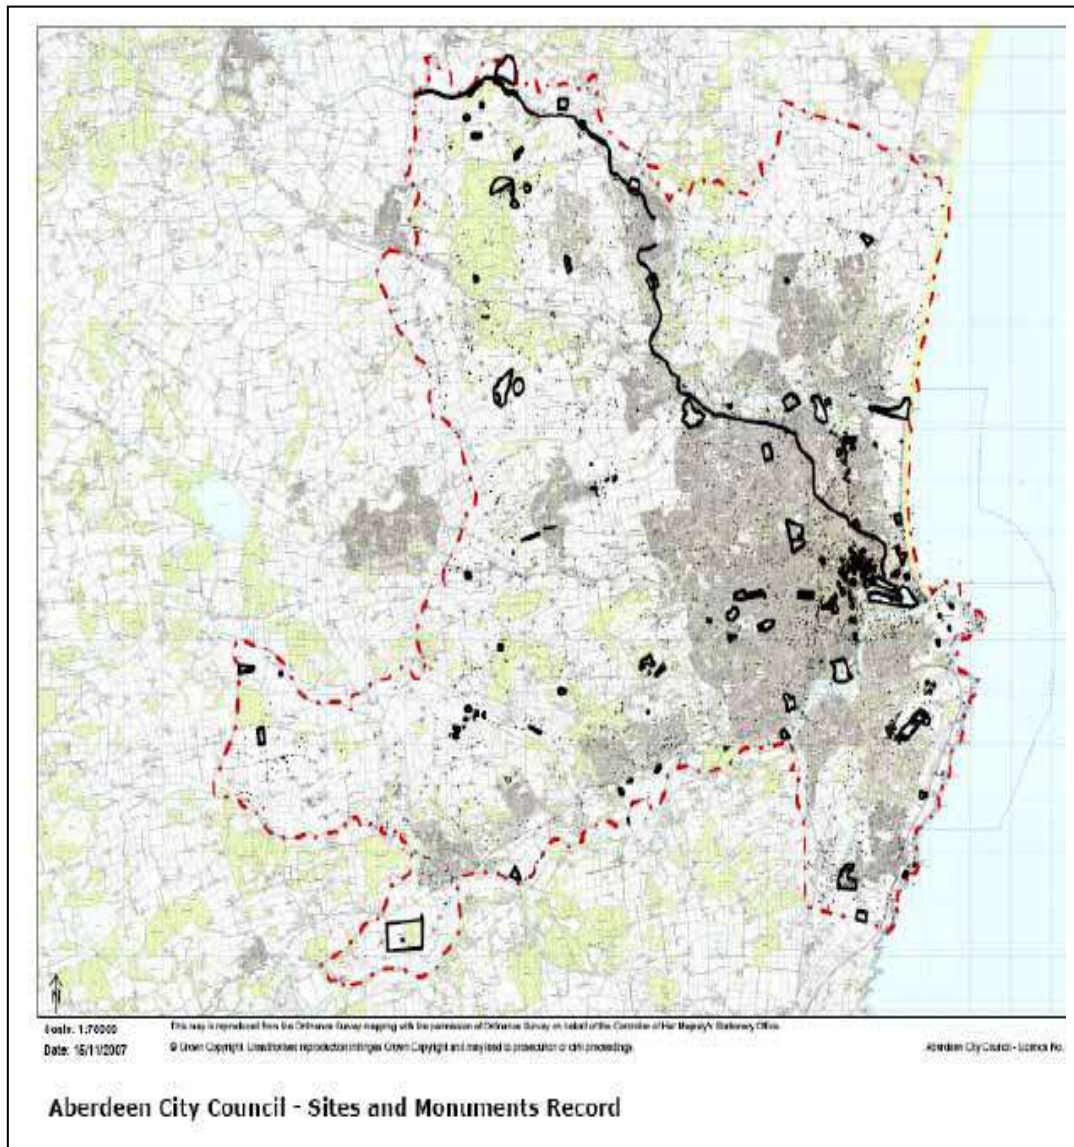 N
Scale: 1:70000
This map is reproduced from the Ordnance Survey mapping with the permission of Ordnance Survey on behalf of the Controller of Her Majesty's Stationery Office.
Date: 15/11/2007
© Crown Copyright. Unauthorised reproduction infringes Crown Copyright and may lead to prosecution or civil proceedings.
Aberdeen City Council - Licence No.
Aberdeen City Council - Sites and Monuments Record